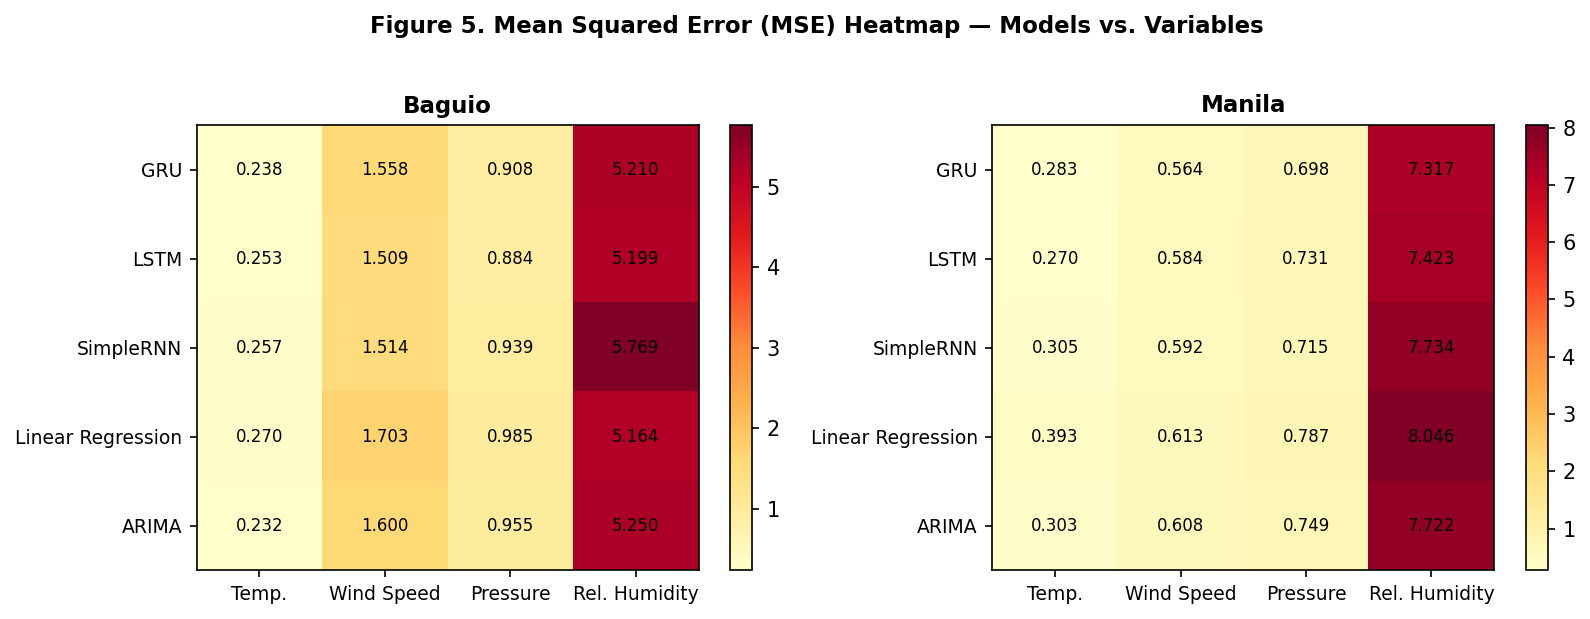 Figure 5. Mean Squared Error (MSE) Heatmap — Models vs. Variables
Baguio
GRU 0.238 1.558 0.908 5.210
LSTM 0.253 1.509 0.884 5.199
SimpleRNN 0.257 1.514 0.939 5.769
Linear Regression 0.270 1.703 0.985 5.164
ARIMA 0.232 1.600 0.955 5.250
Temp. Wind Speed Pressure Rel. Humidity
5
4
3
2
1
Manila
GRU 0.283 0.564 0.698 7.317
LSTM 0.270 0.584 0.731 7.423
SimpleRNN 0.305 0.592 0.715 7.734
Linear Regression 0.393 0.613 0.787 8.046
ARIMA 0.303 0.608 0.749 7.722
Temp. Wind Speed Pressure Rel. Humidity
8
7
6
5
4
3
2
1